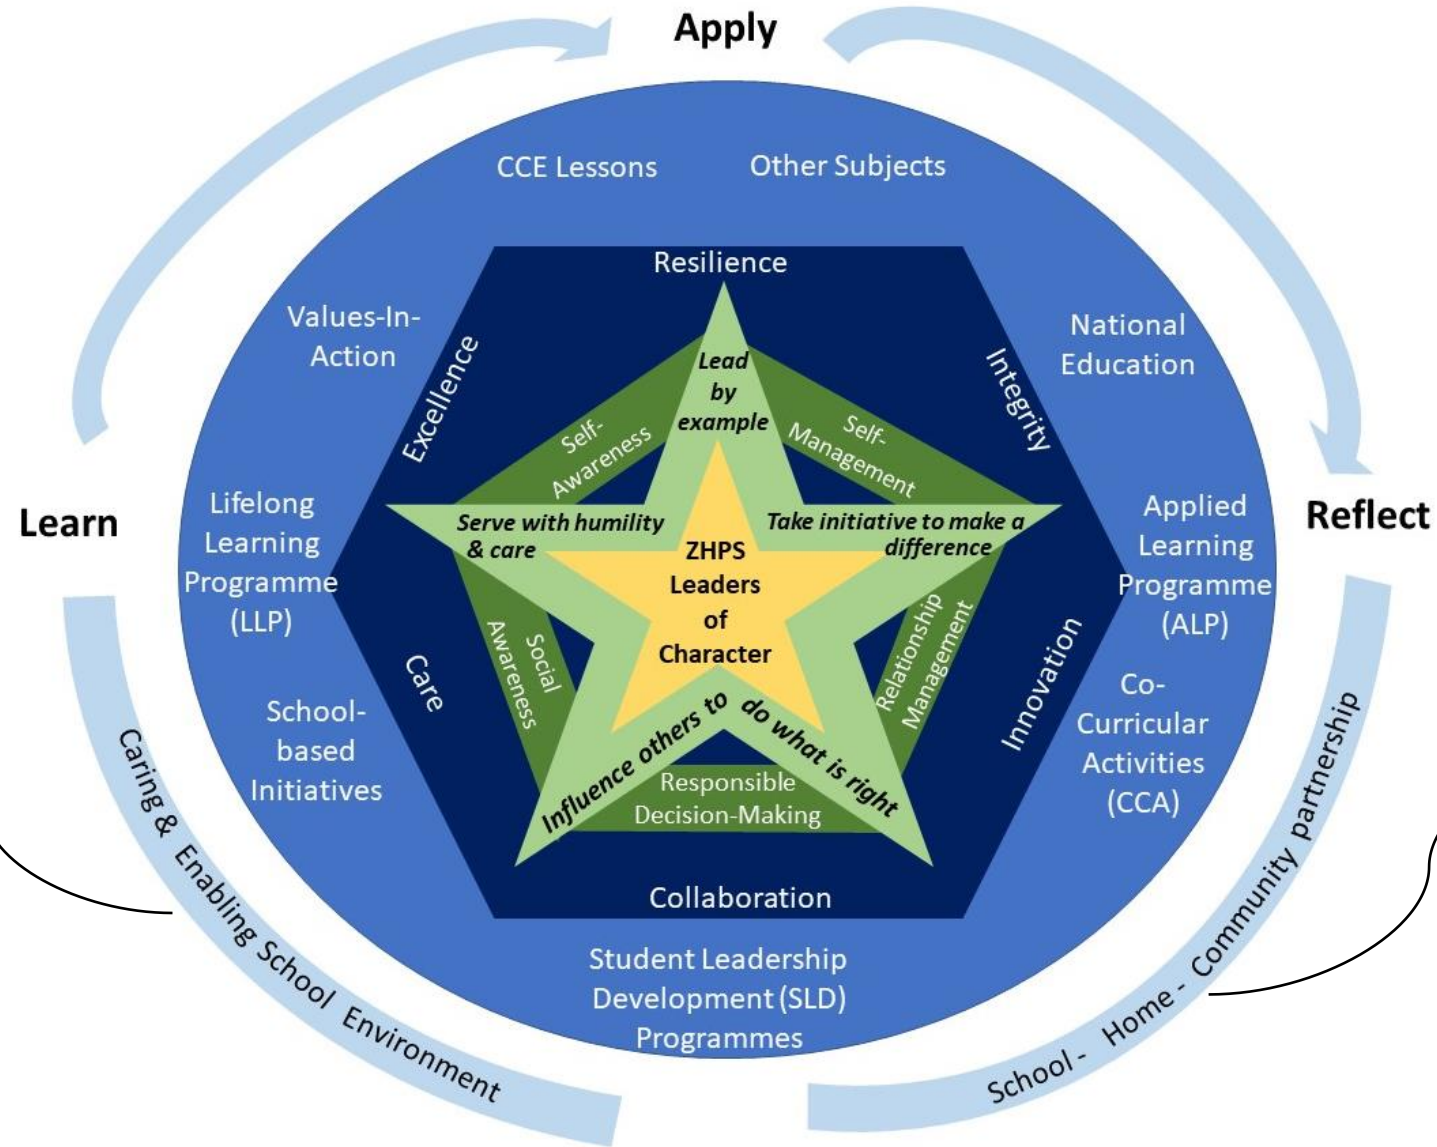 Apply
CCE Lessons
Other Subjects
Resilience
Values-In-
Action
National
Education
Excellence
Integrity
Lead
by
example
Self-
Awareness
Self-
Management
Learn
Reflect
Lifelong
Learning
Programme
(LLP)
Applied
Learning
Programme
(ALP)
Serve with humility
& care
Take initiative to make a
difference
ZHPS
Leaders
of
Character
Social
Awareness
Relationship
Management
Care
Innovation
School-
based
Initiatives
Co-
Curricular
Activities
(CCA)
Influence others to
do what is right
Responsible
Decision-Making
Collaboration
Student Leadership
Development (SLD)
Programmes
Caring & Enabling School Environment
School - Home - Community partnership